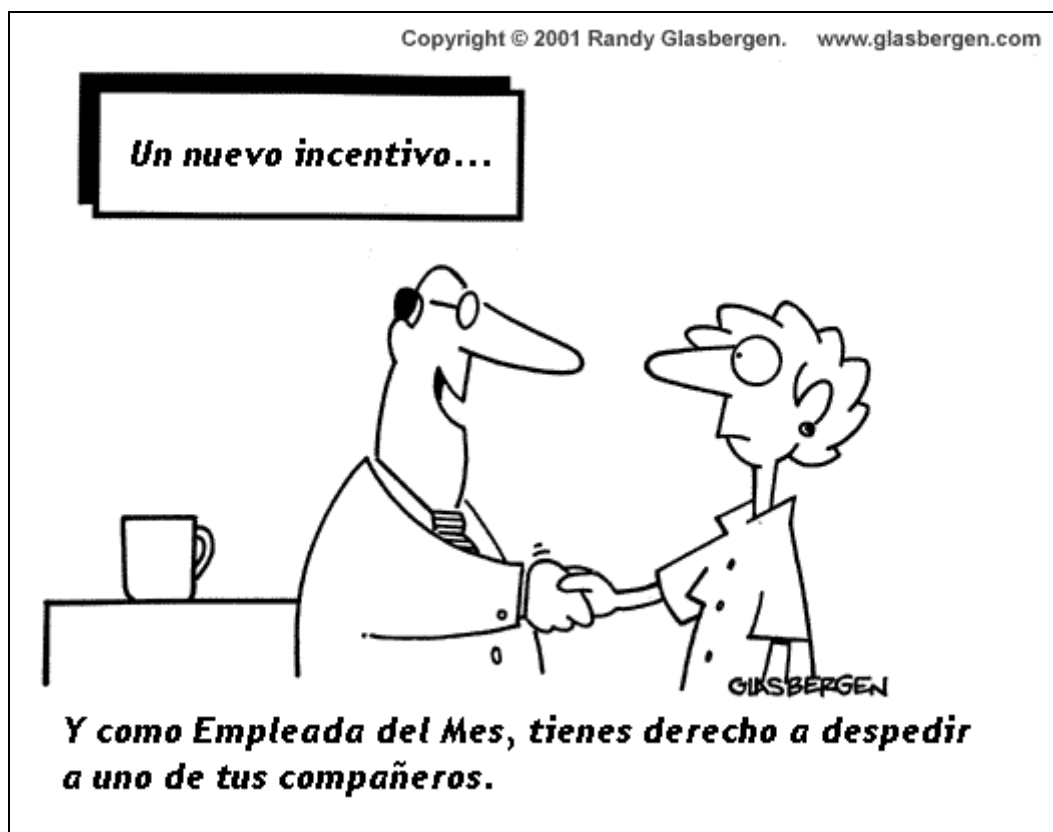 Copyright © 2001 Randy Glasbergen. www.glasbergen.com
Un nuevo incentivo...
GLASBERGEN
Y como Empleada del Mes, tienes derecho a despedir
a uno de tus compañeros.